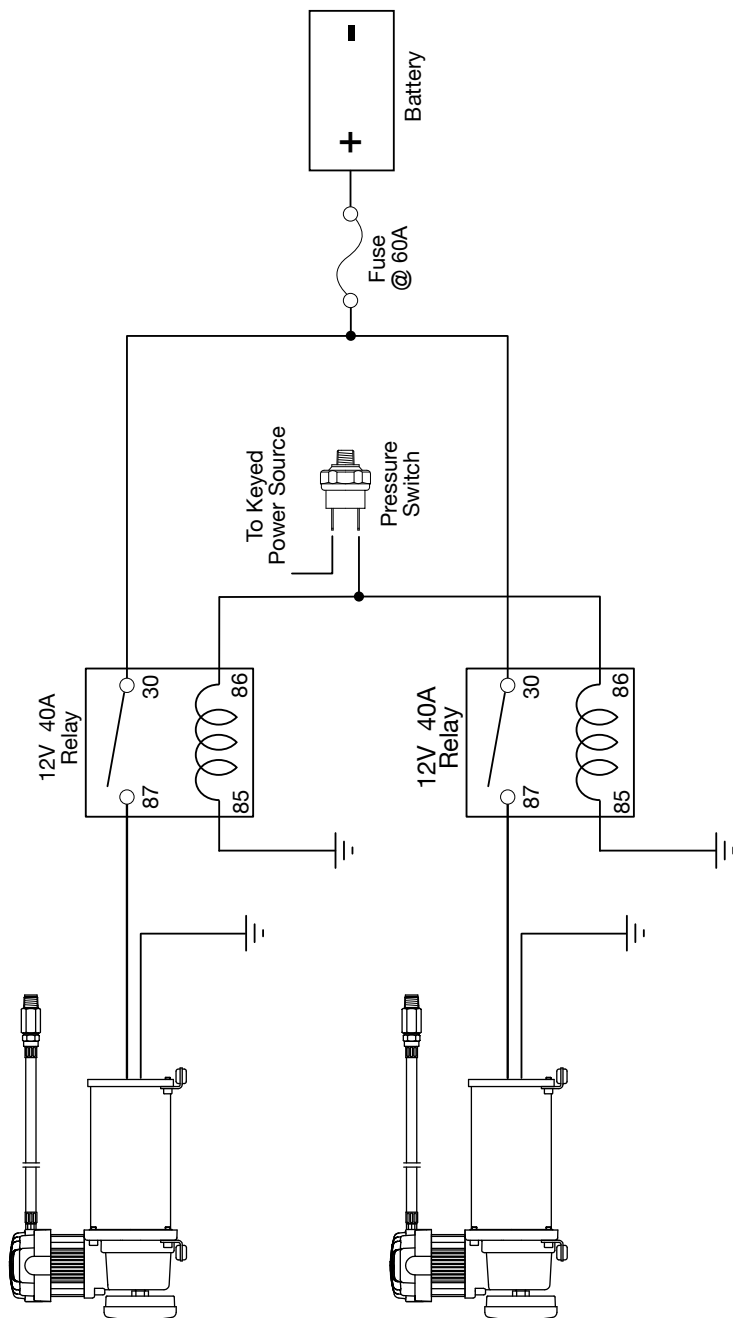 -
+
Battery
Fuse
@ 60A
To Keyed
Power Source
Pressure
Switch
12V 40A
Relay
30
86
87
85
12V 40A
Relay
30
86
87
85